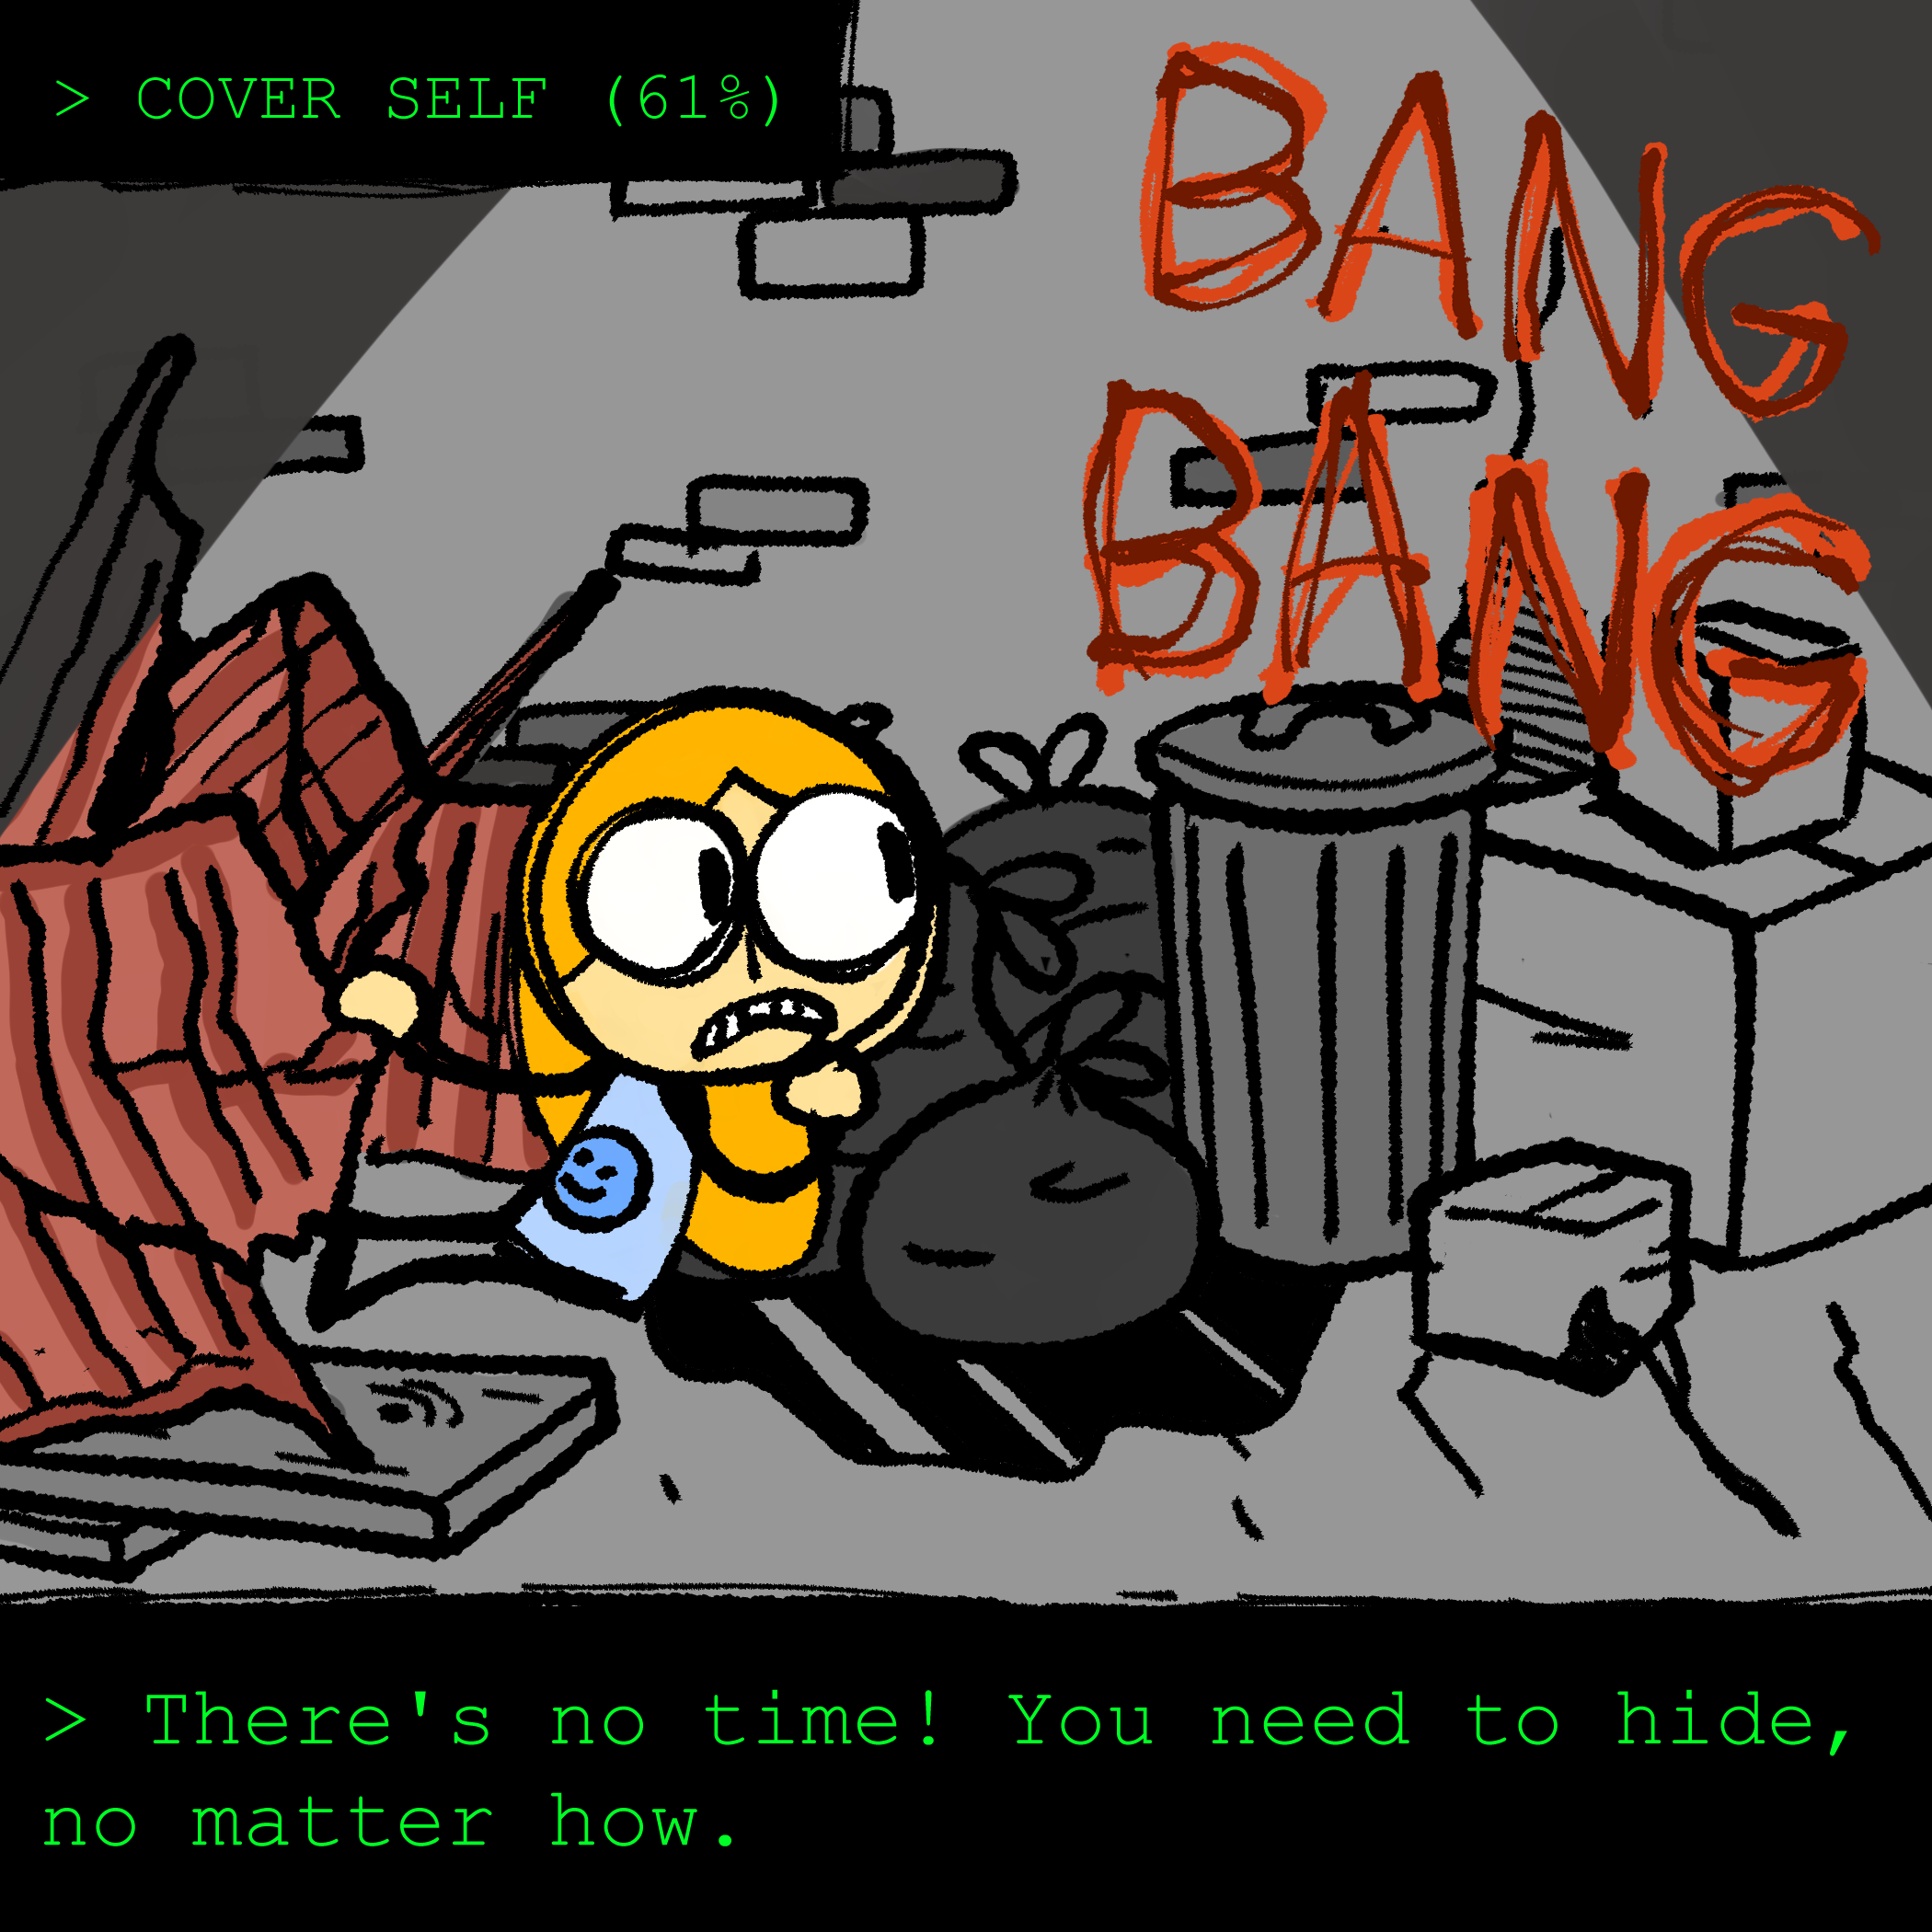 > COVER SELF (61%)
BANG
BANG
> There's no time! You need to hide,
no matter how.